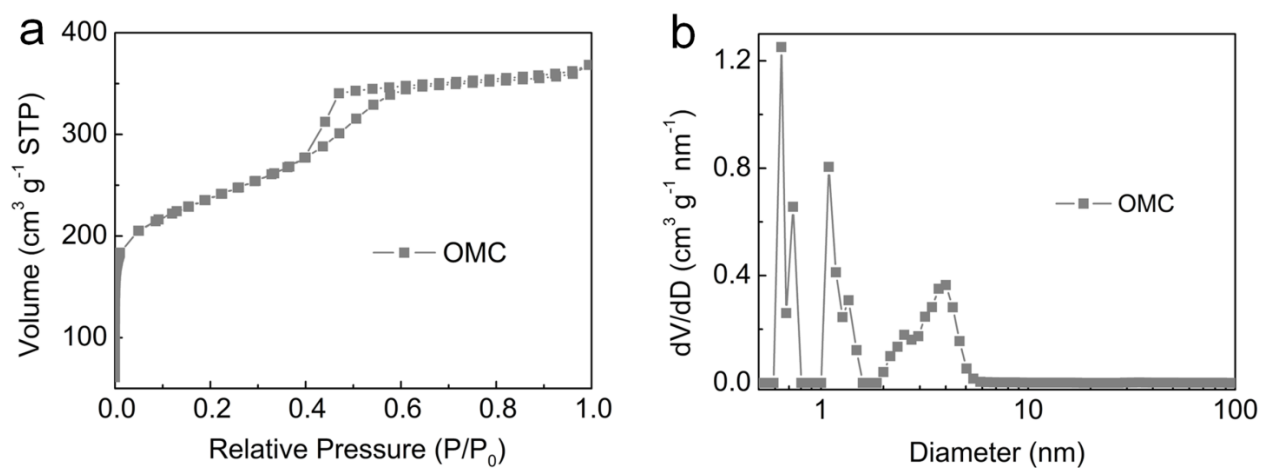 a
Volume (cm³ g⁻¹ STP)
400
300
200
100
0.0 0.2 0.4 0.6 0.8 1.0
Relative Pressure (P/P₀)
OMC
b
dV/dD (cm³ g⁻¹ nm⁻¹)
1.2
0.8
0.4
0.0
1 10 100
Diameter (nm)
OMC